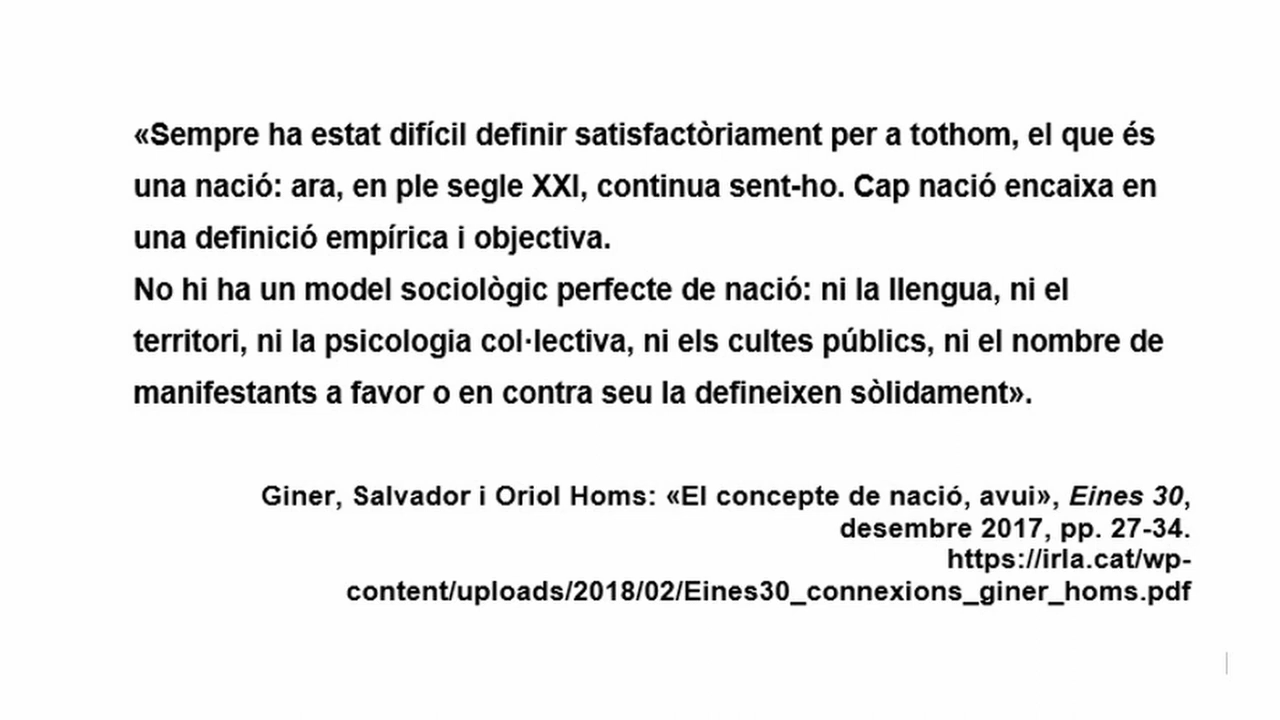 «Sempre ha estat difícil definir satisfactòriament per a tothom, el que és
una nació: ara, en ple segle XXI, continua sent-ho. Cap nació encaixa en
una definició empírica i objectiva.
No hi ha un model sociològic perfecte de nació: ni la llengua, ni el
territori, ni la psicologia col·lectiva, ni els cultes públics, ni el nombre de
manifestants a favor o en contra seu la defineixen sòlidament».
Giner, Salvador i Oriol Homs: «El concepte de nació, avui», Eines 30,
desembre 2017, pp. 27-34.
https://irla.cat/wp-
content/uploads/2018/02/Eines30_connexions_giner_homs.pdf